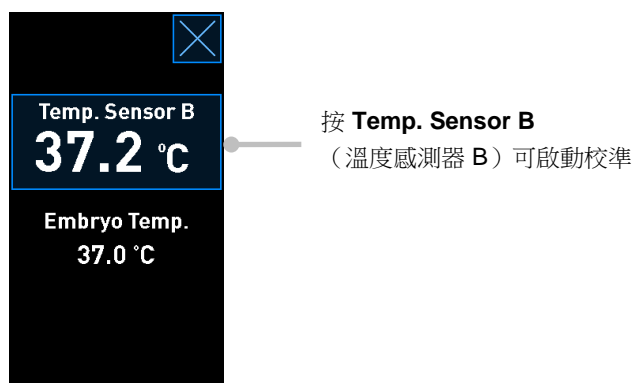 Temp. Sensor B
37.2 °C
Embryo Temp.
37.0 °C
按 Temp. Sensor B
（溫度感測器 B）可啟動校準